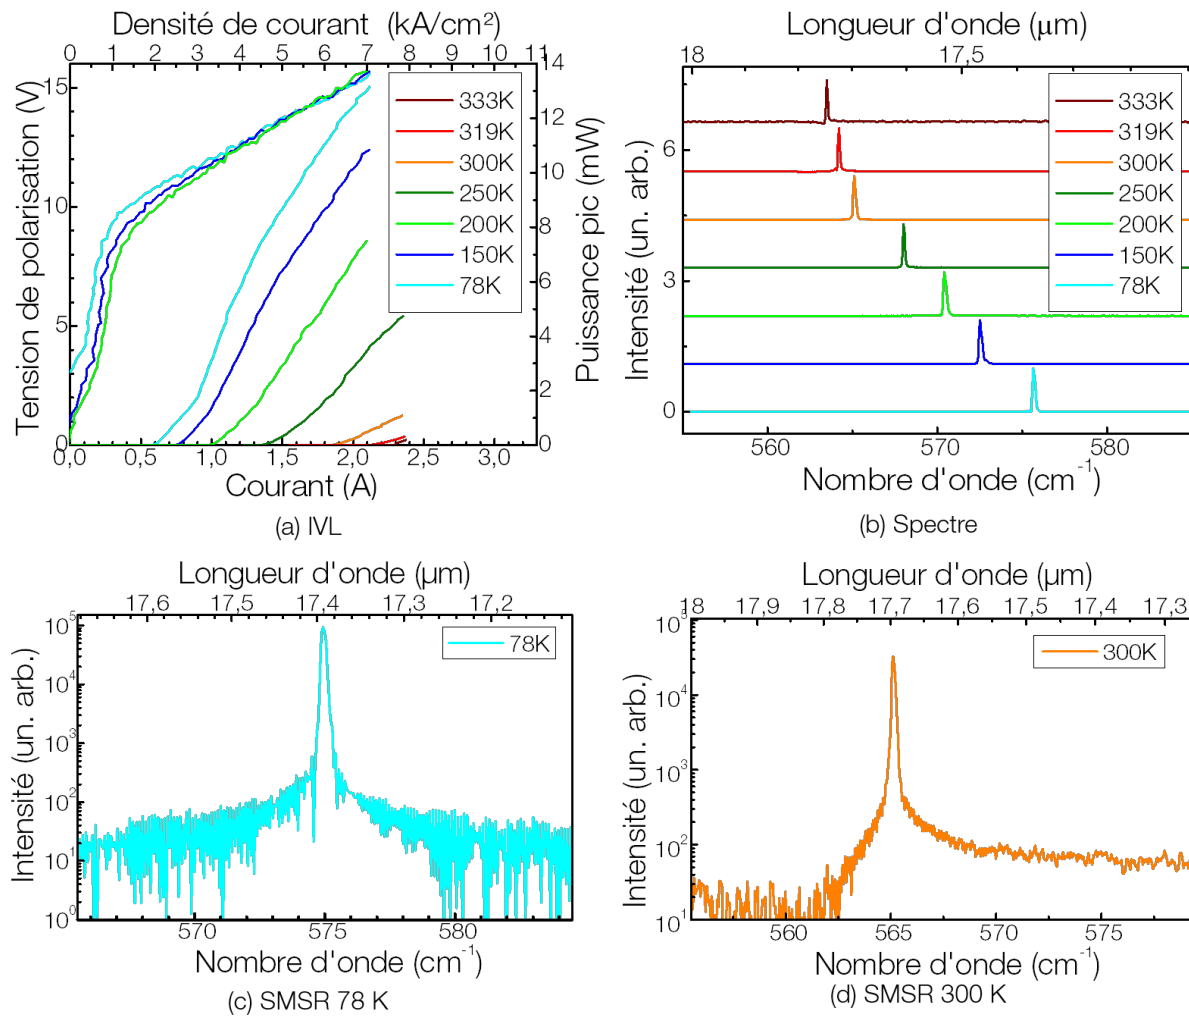 Densité de courant (kA/cm²)
0 1 2 3 4 5 6 7 8 9 10 11
Tension de polarisation (V)
15
10
5
0
333K
319K
300K
250K
200K
150K
78K
14
12
10
8
6
4
2
0
Puissance pic (mW)
0,0 0,5 1,0 1,5 2,0 2,5 3,0
Courant (A)
(a) IVL
Longueur d'onde (μm)
18 17,5
Intensité (un. arb.)
6
3
0
333K
319K
300K
250K
200K
150K
78K
560 570 580
Nombre d'onde (cm⁻¹)
(b) Spectre
Longueur d'onde (µm)
17,6 17,5 17,4 17,3 17,2
Intensité (un. arb.)
10⁵
10⁴
10³
10²
10¹
10⁰
78K
570 575 580
Nombre d'onde (cm⁻¹)
(c) SMSR 78 K
Longueur d'onde (µm)
18 17,9 17,8 17,7 17,6 17,5 17,4 17,3
Intensité (un. arb.)
10⁵
10⁴
10³
10²
10¹
300K
560 565 570 575
Nombre d'onde (cm⁻¹)
(d) SMSR 300 K